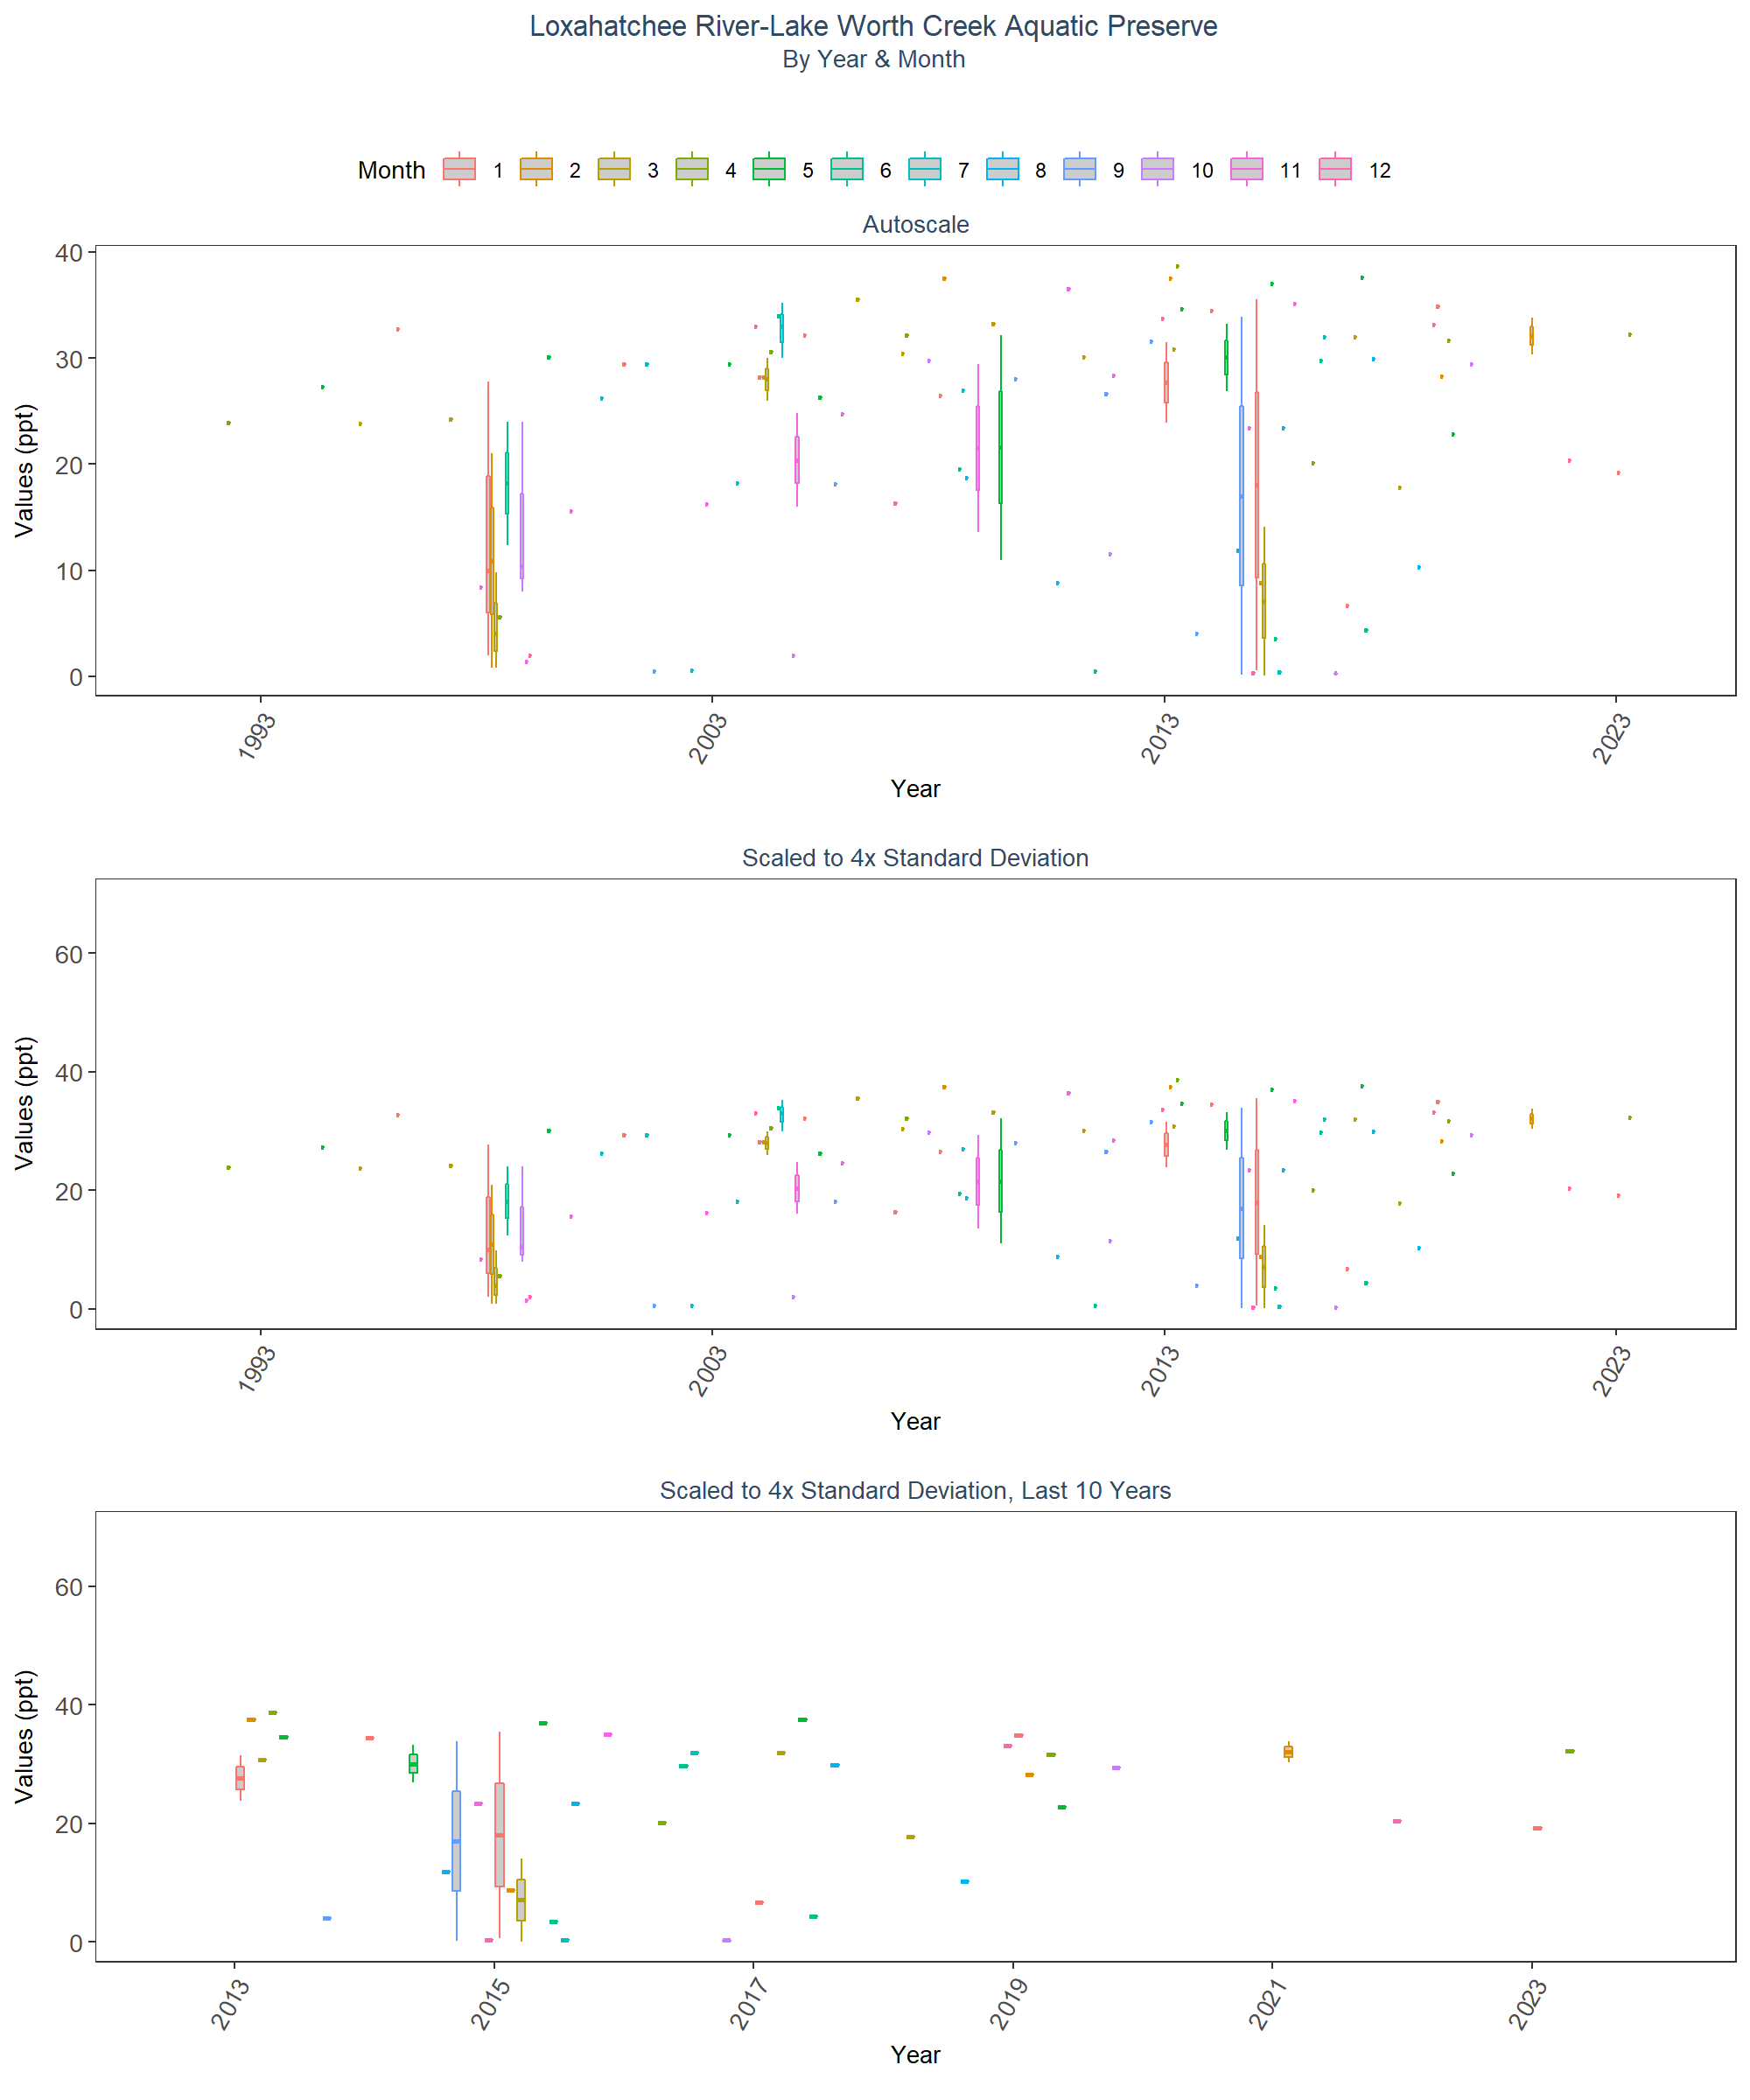 Loxahatchee River-Lake Worth Creek Aquatic Preserve
By Year & Month
Month 1 2 3 4 5 6 7 8 9 10 11 12
Autoscale
Values (ppt)
40
30
20
10
0
1993 2003 2013 2023
Year
Scaled to 4x Standard Deviation
Values (ppt)
60
40
20
0
1993 2003 2013 2023
Year
Scaled to 4x Standard Deviation, Last 10 Years
Values (ppt)
60
40
20
0
2013 2015 2017 2019 2021 2023
Year